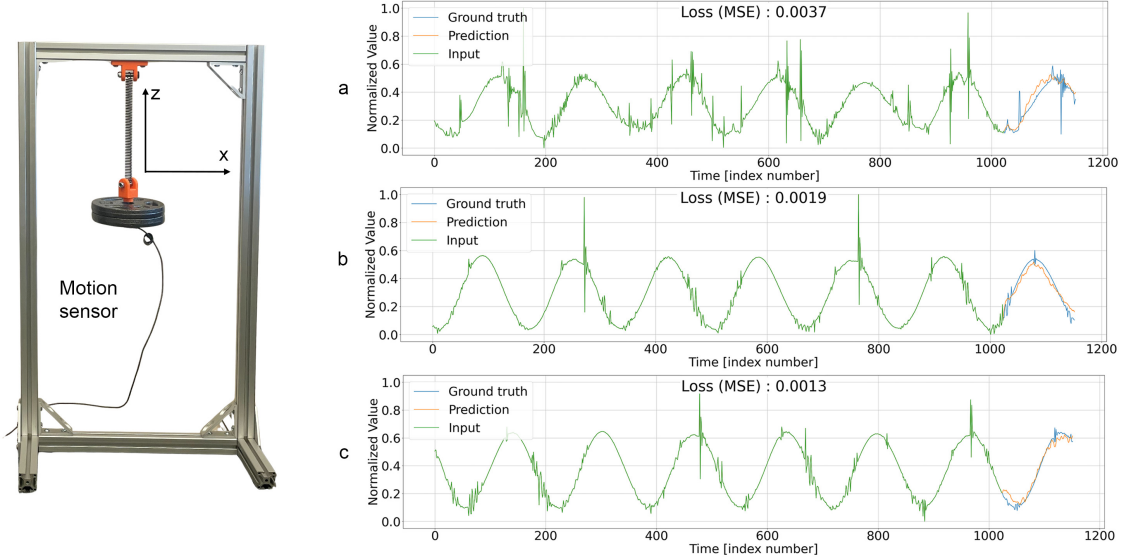 z
x
Motion
sensor
a
Loss (MSE) : 0.0037
Ground truth
Prediction
Input
Normalized Value
1.0
0.8
0.6
0.4
0.2
0.0
0 200 400 600 800 1000 1200
Time [index number]
b
Loss (MSE) : 0.0019
Ground truth
Prediction
Input
Normalized Value
1.0
0.8
0.6
0.4
0.2
0.0
0 200 400 600 800 1000 1200
Time [index number]
c
Loss (MSE) : 0.0013
Ground truth
Prediction
Input
Normalized Value
1.0
0.8
0.6
0.4
0.2
0.0
0 200 400 600 800 1000 1200
Time [index number]